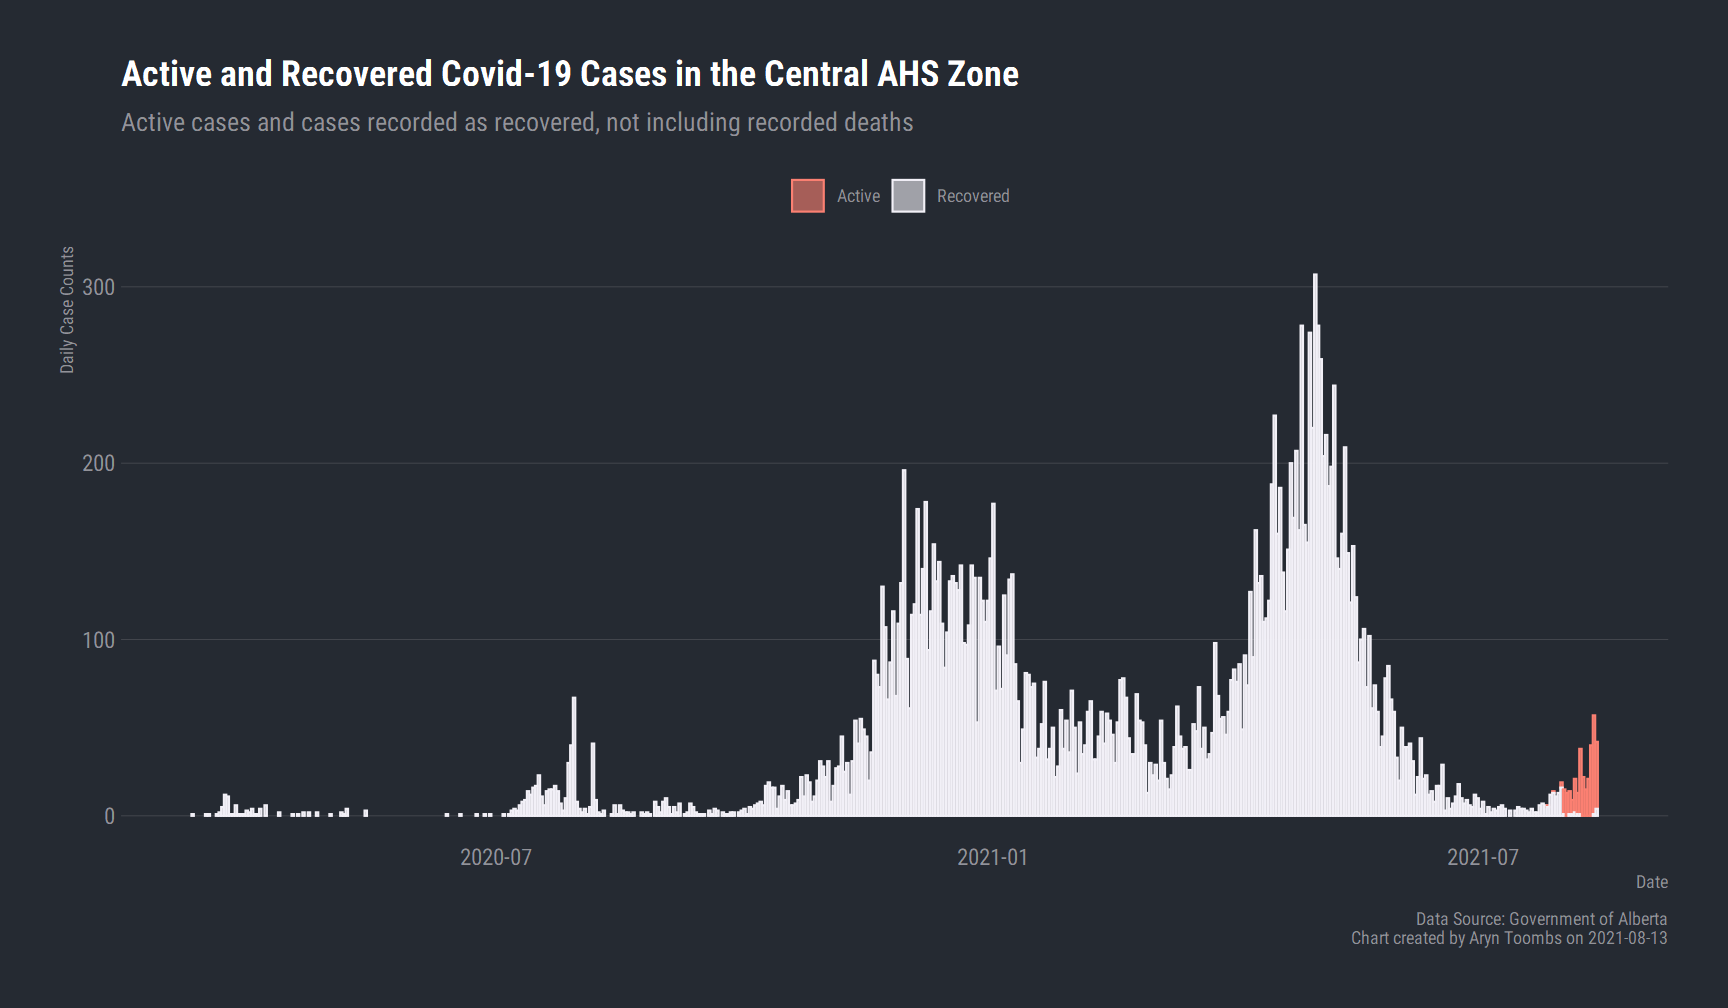 Active and Recovered Covid-19 Cases in the Central AHS Zone
Active cases and cases recorded as recovered, not including recorded deaths
Active
Recovered
Daily Case Counts
300
200
100
0
2020-07
2021-01
2021-07
Date
Data Source: Government of Alberta
Chart created by Aryn Toombs on 2021-08-13